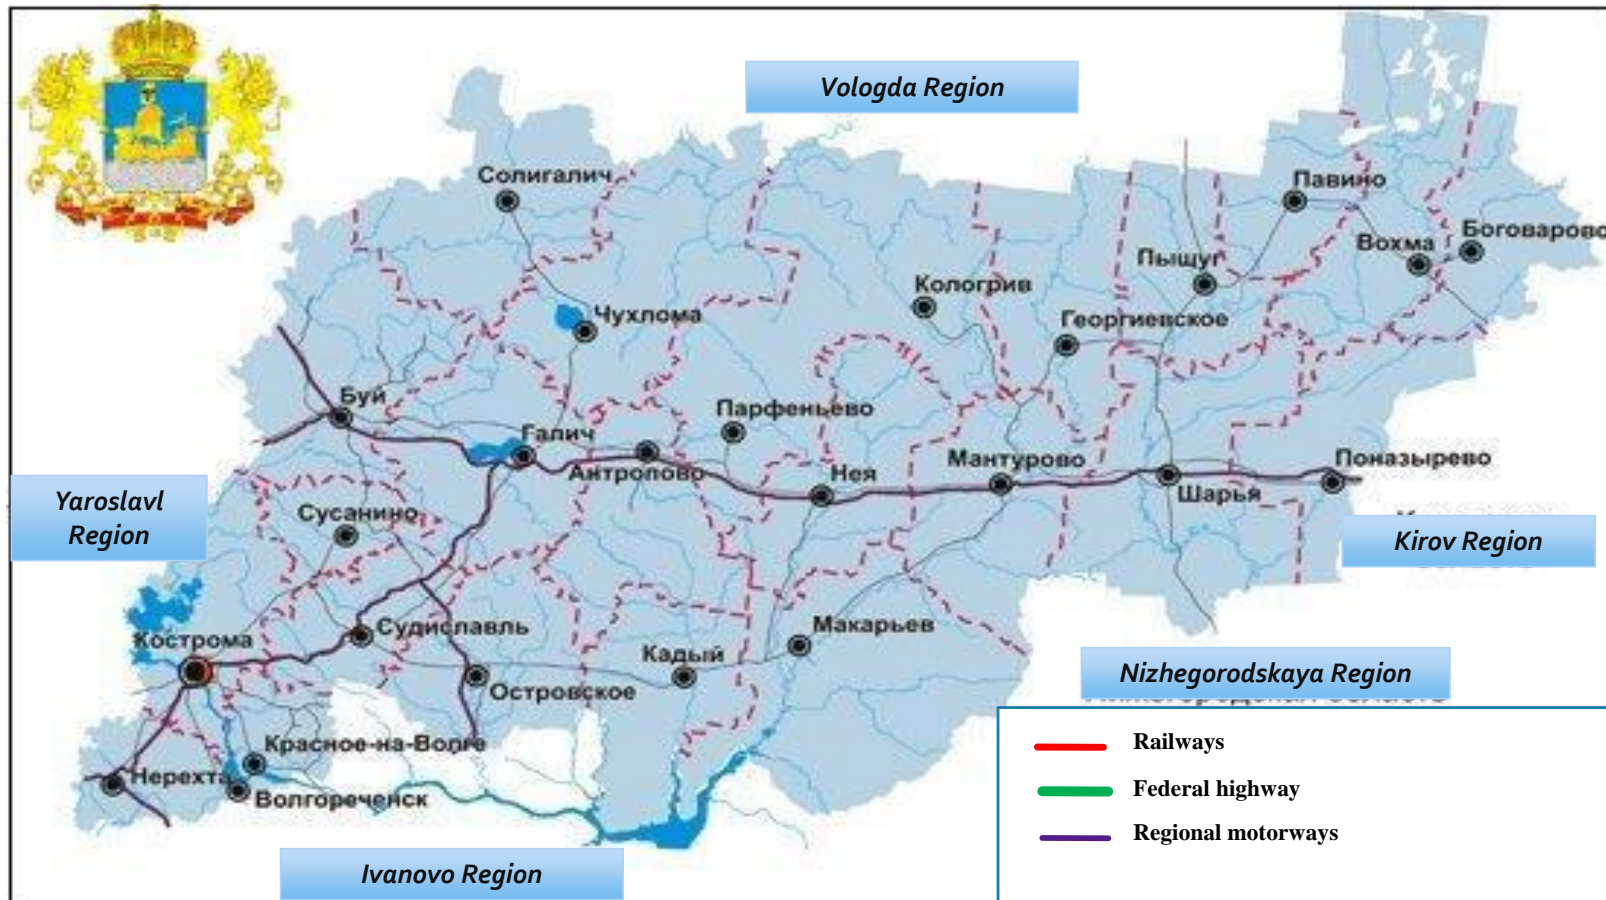 Vologda Region
Солигалич
Павино
Боговарово
Вохма
Пыщуг
Кологрив
Чухлома
Георгиевское
Буй
Парфеньево
Галич
Антропово
Нея
Мантурово
Поназырево
Шарья
Yaroslavl
Region
Сусанино
Kirov Region
Судиславль
Макарьев
Кострома
Кадый
Островское
Nizhegorodskaya Region
Красное-на-Волге
Нерехта
Волгореченск
Railways
Federal highway
Regional motorways
Ivanovo Region